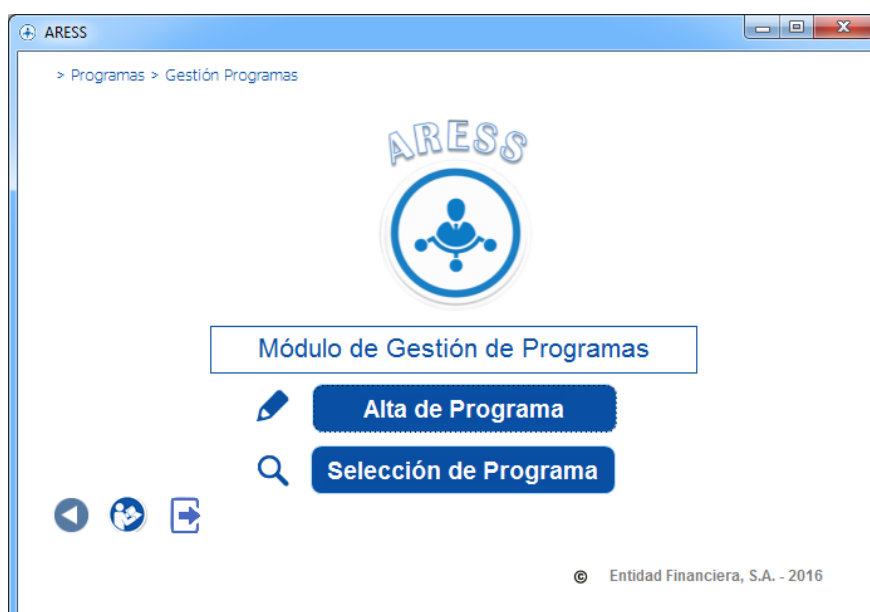 ARESS
> Programas > Gestión Programas
ARESS
Módulo de Gestión de Programas
Alta de Programa
Selección de Programa
© Entidad Financiera, S.A. - 2016